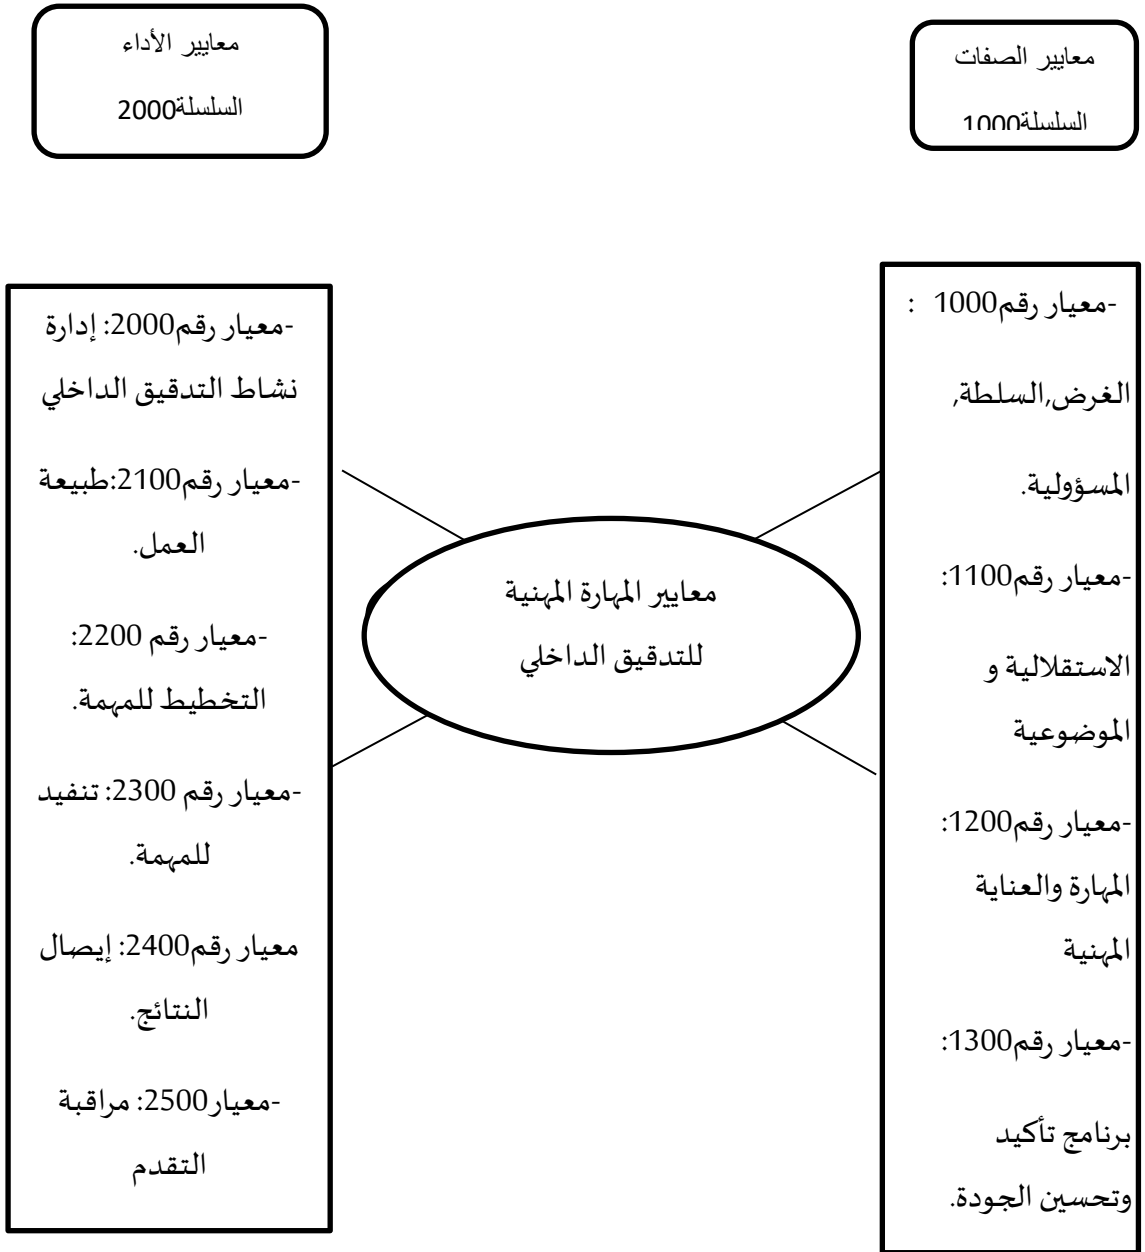 معايير الصفات
السلسلة1000
معايير الأداء
السلسلة2000
-معيار رقم1000 :
الغرض,السلطة,
المسؤولية.
-معيار رقم1100:
الاستقلالية و
الموضوعية
-معيار رقم1200:
المهارة والعناية
المهنية
-معيار رقم1300:
برنامج تأكيد
وتحسين الجودة.
معايير المهارة المهنية
للتدقيق الداخلي
-معيار رقم2000: إدارة
نشاط التدقيق الداخلي
-معيار رقم2100:طبيعة
العمل.
-معيار رقم 2200:
التخطيط للمهمة.
-معيار رقم 2300: تنفيد
للمهمة.
معيار رقم2400: إيصال
النتائج.
-معيار2500: مراقبة
التقدم